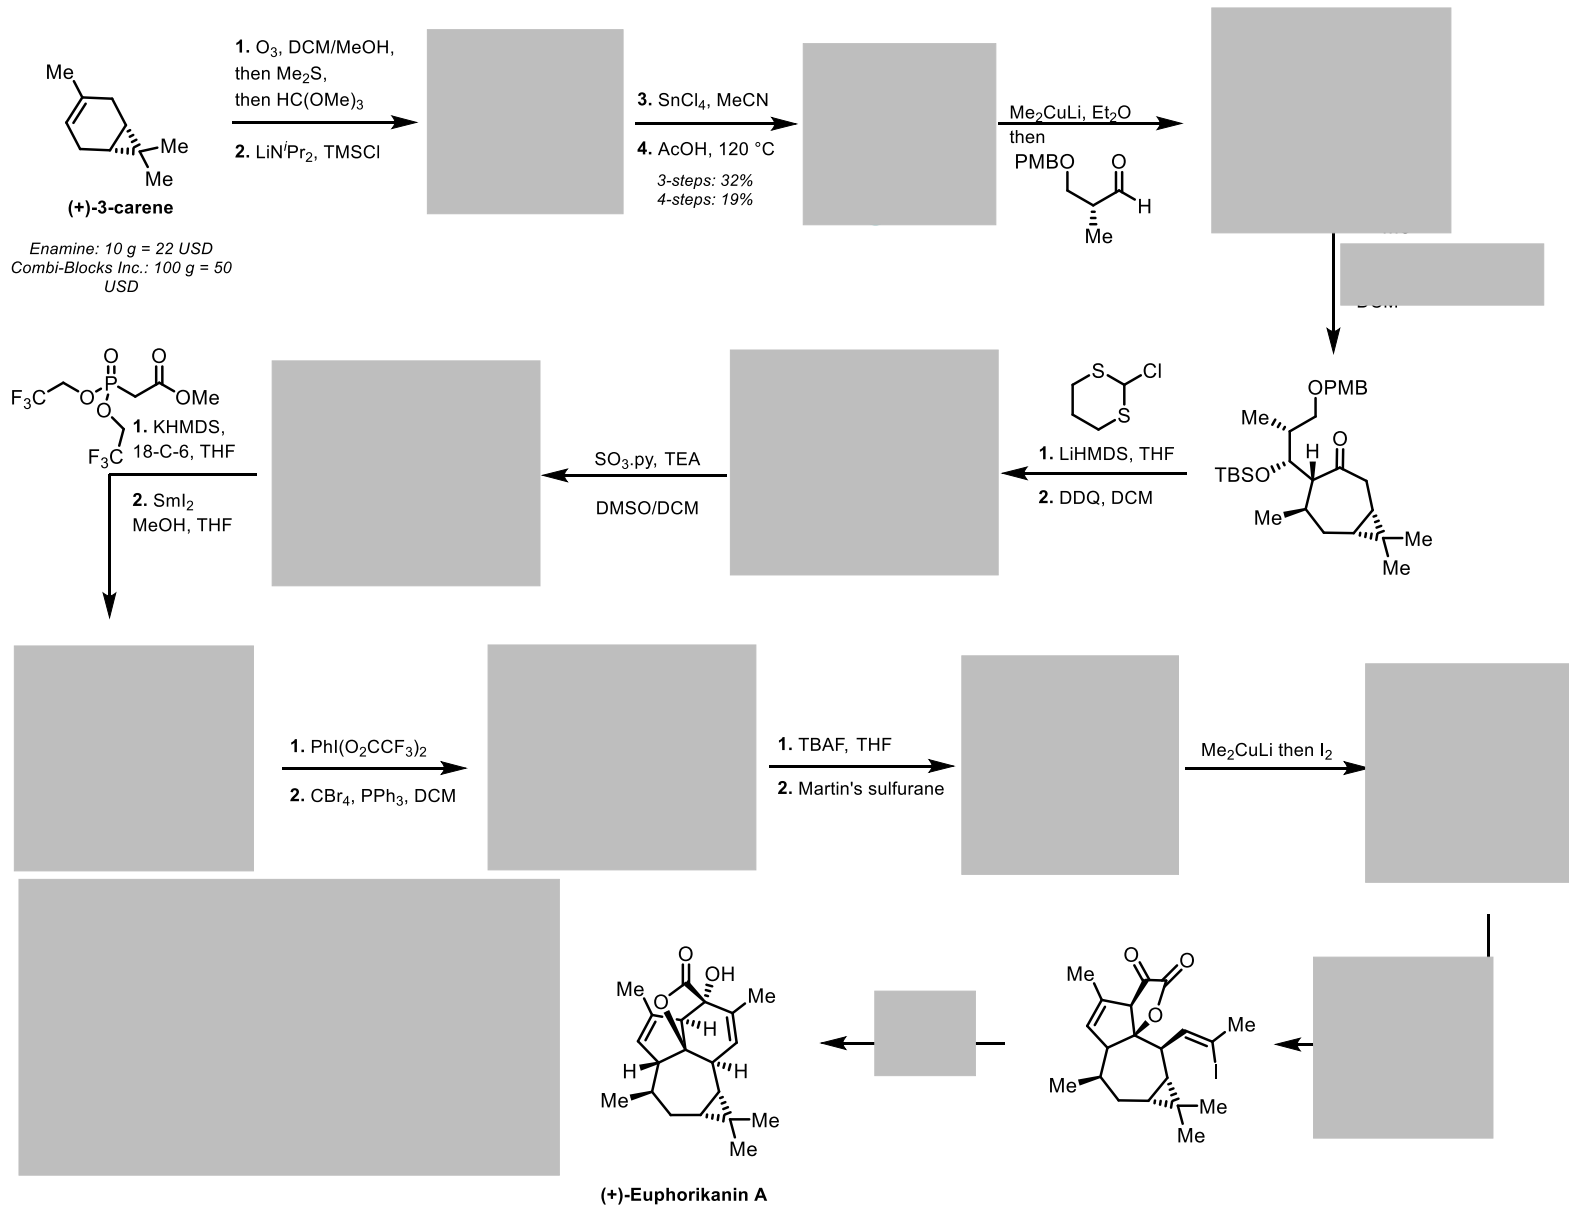 1. O3, DCM/MeOH,
then Me2S,
then HC(OMe)3
2. LiNiPr2, TMSCl
Me
Me
Me
(+)-3-carene
Enamine: 10 g = 22 USD
Combi-Blocks Inc.: 100 g = 50
USD
3. SnCl4, MeCN
4. AcOH, 120 °C
3-steps: 32%
4-steps: 19%
Me2CuLi, Et2O
then
PMBO
O
H
Me
OPMB
Me
O
H
TBSO
Me
Me
Me
S
Cl
S
1. LiHMDS, THF
2. DDQ, DCM
SO3.py, TEA
DMSO/DCM
O
O
F3C
O
P
OMe
O
F3C
1. KHMDS,
18-C-6, THF
2. SmI2
MeOH, THF
1. PhI(O2CCF3)2
2. CBr4, PPh3, DCM
1. TBAF, THF
2. Martin's sulfurane
Me2CuLi then I2
O
O
Me
O
Me
I
Me
Me
Me
O
OH
Me
O
Me
H
H
H
Me
Me
Me
(+)-Euphorikanin A